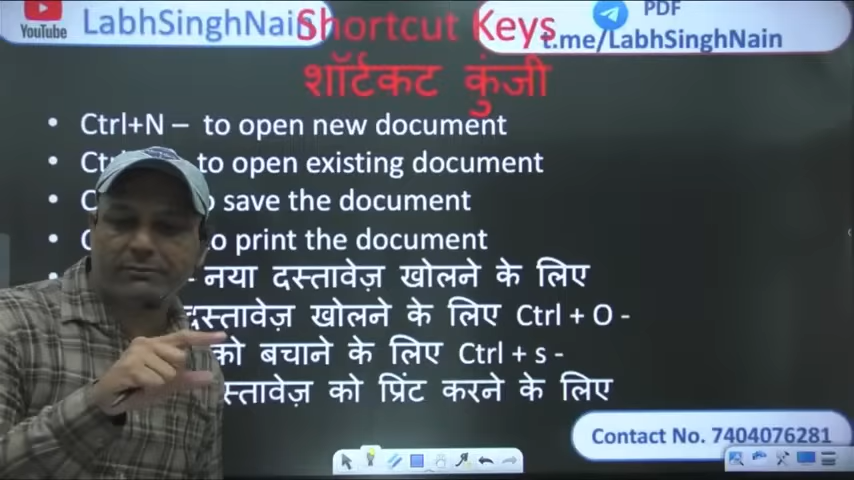 YouTube
LabhSinghNain
Shortcut Keys
PDF
t.me/LabhSinghNain
शॉर्टकट कुंजी
• Ctrl+N – to open new document
• to open existing document
• save the document
• print the document
- नया दस्तावेज़ खोलने के लिए
दस्तावेज़ खोलने के लिए Ctrl + O -
को बचाने के लिए Ctrl + s -
को प्रिंट करने के लिए
Contact No. 7404076281